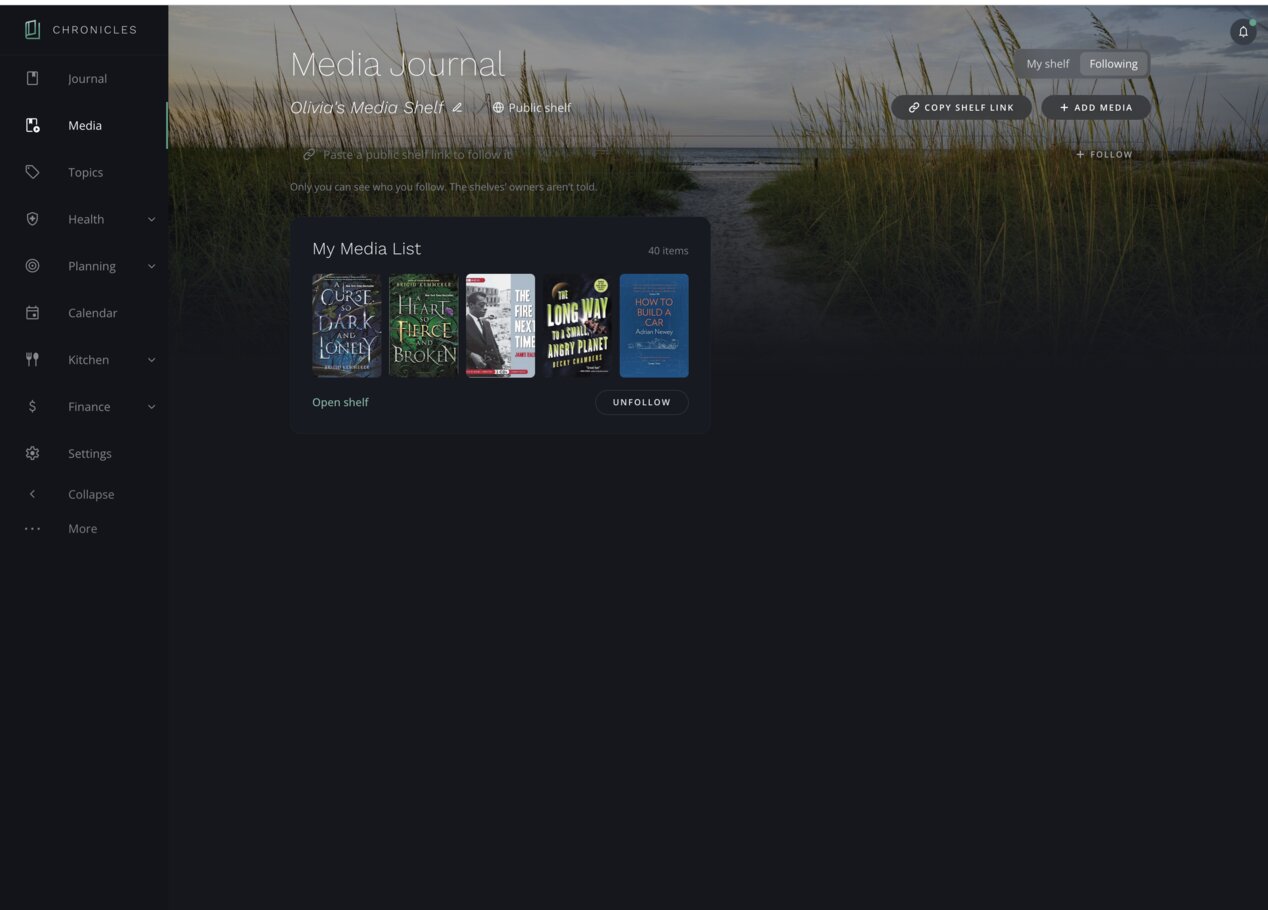 CHRONICLES
Journal
Media
Topics
Health
Planning
Calendar
Kitchen
Finance
Settings
Collapse
More
Media Journal
My shelf
Following
Olivia's Media Shelf
Public shelf
COPY SHELF LINK
+ ADD MEDIA
Paste a public shelf link to follow it
+ FOLLOW
Only you can see who you follow. The shelves' owners aren't told.
My Media List
40 items
A
CURSE
SO
DARK
AND
LONELY
BRIGID KEMMERER
BRIGID KEMMERER
A
HEART
SO
FIERCE
AND
BROKEN
THE
FIRE
NEXT
TIME
THE
LONG WAY
TO A SMALL,
ANGRY PLANET
BECKY CHAMBERS
HOW TO
BUILD A
CAR
Adrian Newey
Open shelf
UNFOLLOW